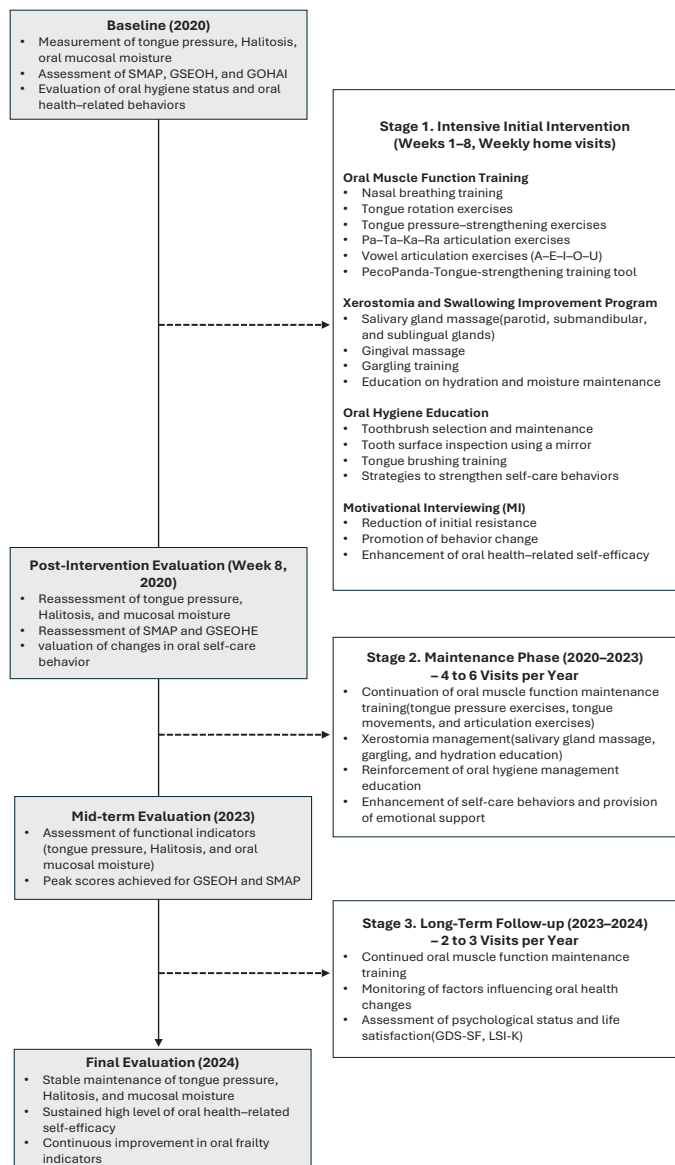 Baseline (2020)
• Measurement of tongue pressure, Halitosis,
oral mucosal moisture
• Assessment of SMAP, GSEOH, and GOHAI
• Evaluation of oral hygiene status and oral
health–related behaviors
Stage 1. Intensive Initial Intervention
(Weeks 1–8, Weekly home visits)
Oral Muscle Function Training
• Nasal breathing training
• Tongue rotation exercises
• Tongue pressure–strengthening exercises
• Pa–Ta–Ka–Ra articulation exercises
• Vowel articulation exercises (A–E–I–O–U)
• PecoPanda-Tongue-strengthening training tool
Xerostomia and Swallowing Improvement Program
• Salivary gland massage(parotid, submandibular,
and sublingual glands)
• Gingival massage
• Gargling training
• Education on hydration and moisture maintenance
Oral Hygiene Education
• Toothbrush selection and maintenance
• Tooth surface inspection using a mirror
• Tongue brushing training
• Strategies to strengthen self-care behaviors
Motivational Interviewing (MI)
• Reduction of initial resistance
• Promotion of behavior change
• Enhancement of oral health–related self-efficacy
Post-Intervention Evaluation (Week 8,
2020)
• Reassessment of tongue pressure,
Halitosis, and mucosal moisture
• Reassessment of SMAP and GSEOHE
• valuation of changes in oral self-care
behavior
Stage 2. Maintenance Phase (2020–2023)
– 4 to 6 Visits per Year
• Continuation of oral muscle function maintenance
training(tongue pressure exercises, tongue
movements, and articulation exercises)
• Xerostomia management(salivary gland massage,
gargling, and hydration education)
• Reinforcement of oral hygiene management
education
• Enhancement of self-care behaviors and provision
of emotional support
Mid-term Evaluation (2023)
• Assessment of functional indicators
(tongue pressure, Halitosis, and oral
mucosal moisture)
• Peak scores achieved for GSEOH and SMAP
Stage 3. Long-Term Follow-up (2023–2024)
– 2 to 3 Visits per Year
• Continued oral muscle function maintenance
training
• Monitoring of factors influencing oral health
changes
• Assessment of psychological status and life
satisfaction(GDS-SF, LSI-K)
Final Evaluation (2024)
• Stable maintenance of tongue pressure,
Halitosis, and mucosal moisture
• Sustained high level of oral health–related
self-efficacy
• Continuous improvement in oral frailty
indicators